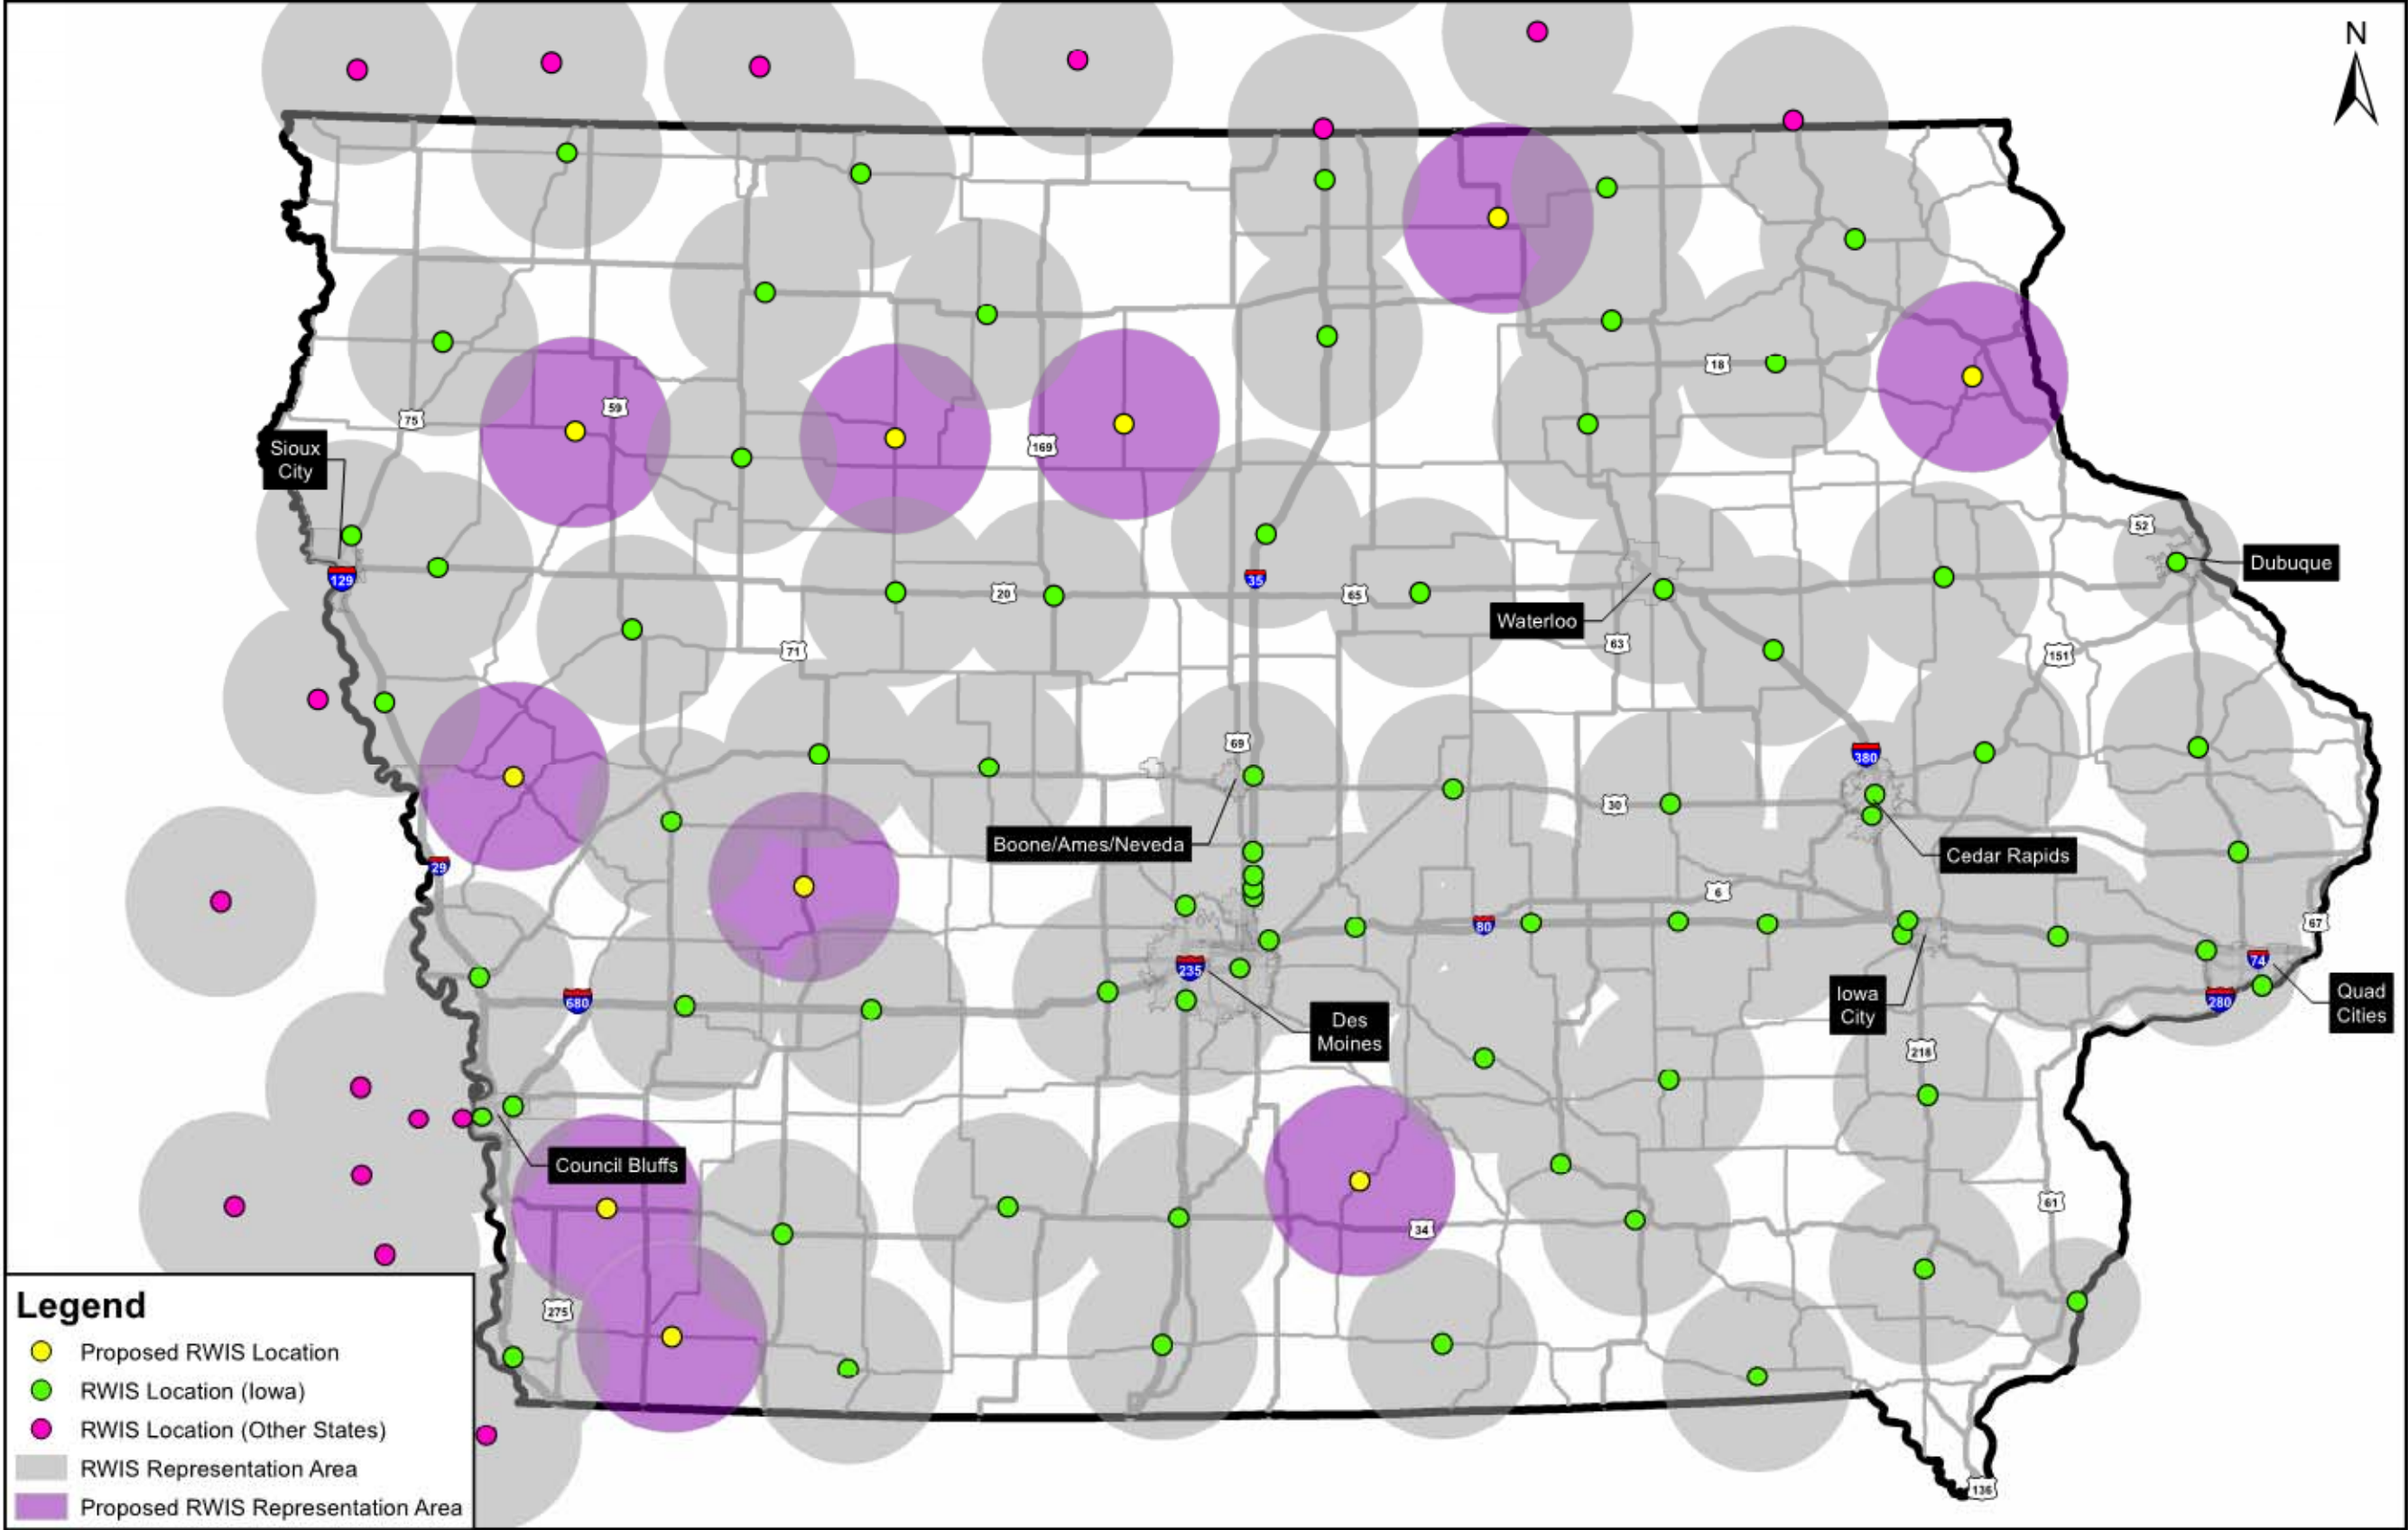 N
18
59
75
169
Sioux
City
52
Dubuque
129
35
20
65
Waterloo
63
71
151
69
380
30
Boone/Ames/Neveda
Cedar Rapids
29
6
80
67
235
74
680
Iowa
City
280
Quad
Cities
Des
Moines
218
Council Bluffs
61
34
275
136
Legend
Proposed RWIS Location
RWIS Location (Iowa)
RWIS Location (Other States)
RWIS Representation Area
Proposed RWIS Representation Area